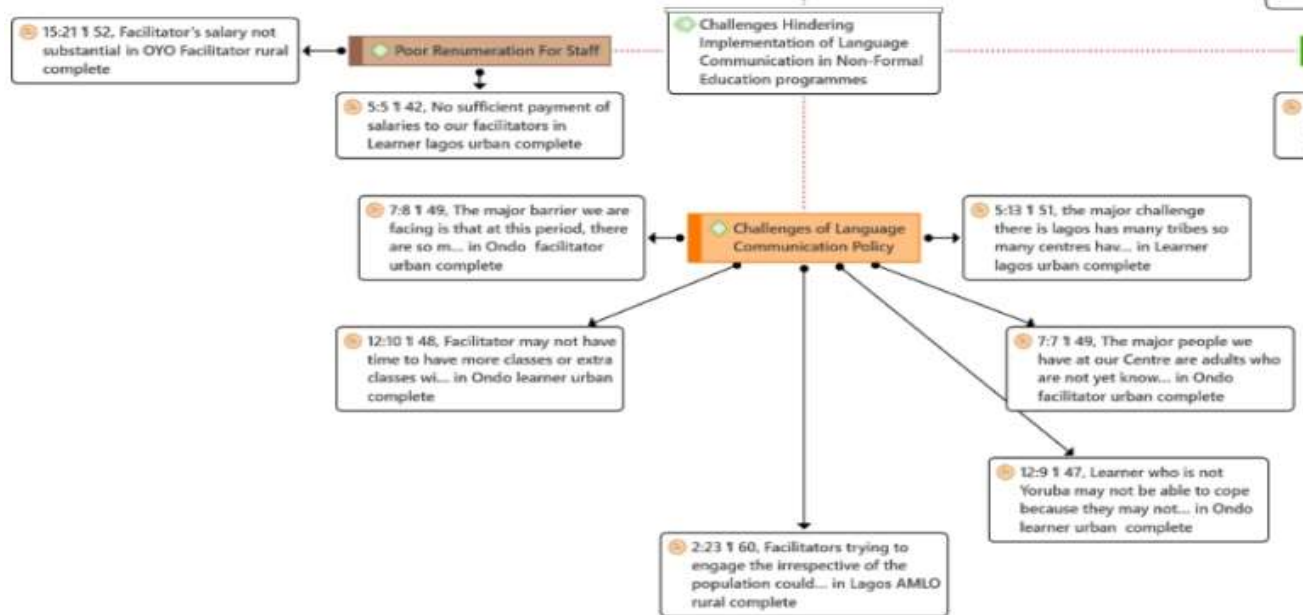 15:21 ¶ 52, Facilitator's salary not
substantial in OYO Facilitator rural
complete
Poor Renumeration For Staff
Challenges Hindering
Implementation of Language
Communication in Non-Formal
Education programmes
5:5 ¶ 42, No sufficient payment of
salaries to our facilitators in
Learner lagos urban complete
7:8 ¶ 49, The major barrier we are
facing is that at this period, there
are so m... in Ondo facilitator
urban complete
Challenges of Language
Communication Policy
5:13 ¶ 51, the major challenge
there is lagos has many tribes so
many centres hav... in Learner
lagos urban complete
12:10 ¶ 48, Facilitator may not have
time to have more classes or extra
classes wi... in Ondo learner urban
complete
7:7 ¶ 49, The major people we
have at our Centre are adults who
are not yet know... in Ondo
facilitator urban complete
12:9 ¶ 47, Learner who is not
Yoruba may not be able to cope
because they may not... in Ondo
learner urban complete
2:23 ¶ 60, Facilitators trying to
engage the irrespective of the
population could... in Lagos AMLO
rural complete